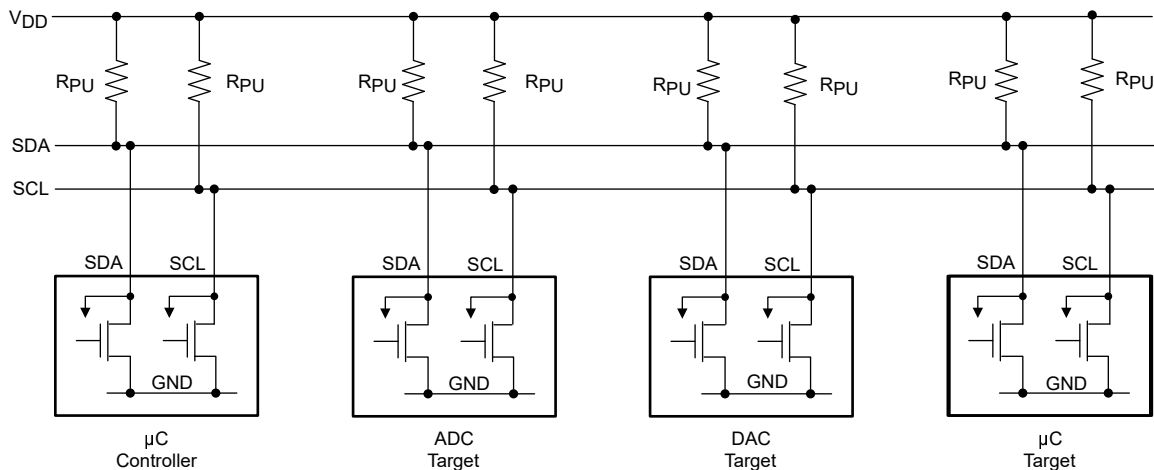 VDD
RPU RPU RPU RPU RPU RPU RPU RPU
SDA
SCL
SDA SCL SDA SCL SDA SCL SDA SCL
GND GND GND GND
µC ADC DAC µC
Controller Target Target Target